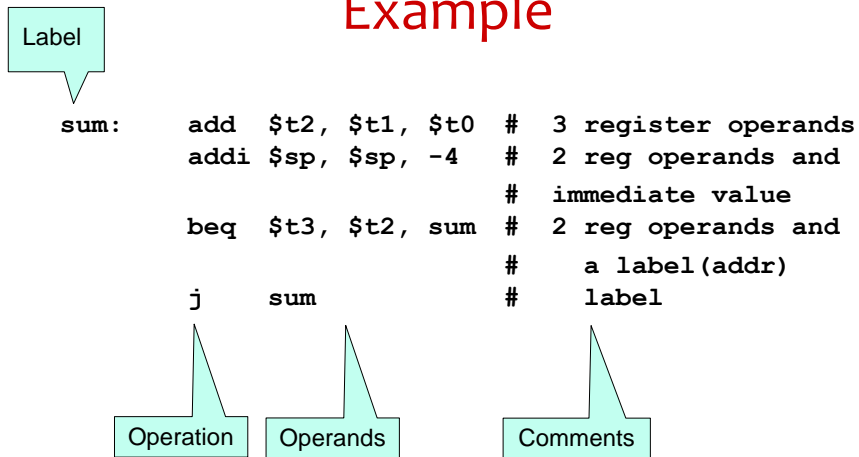 Example
Label
sum: add $t2, $t1, $t0 # 3 register operands
addi $sp, $sp, -4 # 2 reg operands and
# immediate value
beq $t3, $t2, sum # 2 reg operands and
# a label(addr)
j sum # label
Operation Operands Comments